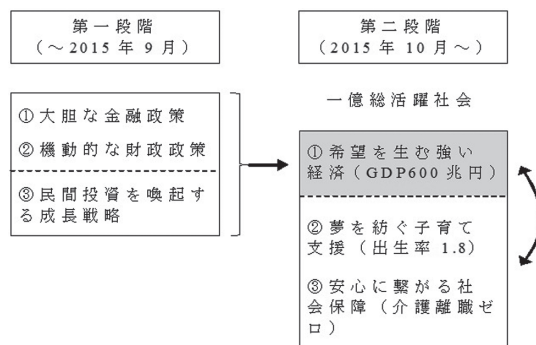 第一段階
（～2015年9月）
①大胆な金融政策
②機動的な財政政策
③民間投資を喚起す
る成長戦略
第二段階
（2015年10月～）
一億総活躍社会
①希望を生む強い
経済（GDP600兆円）
②夢を紡ぐ子育て
支援（出生率1.8）
③安心に繋がる社
会保障（介護離職ゼ
ロ）